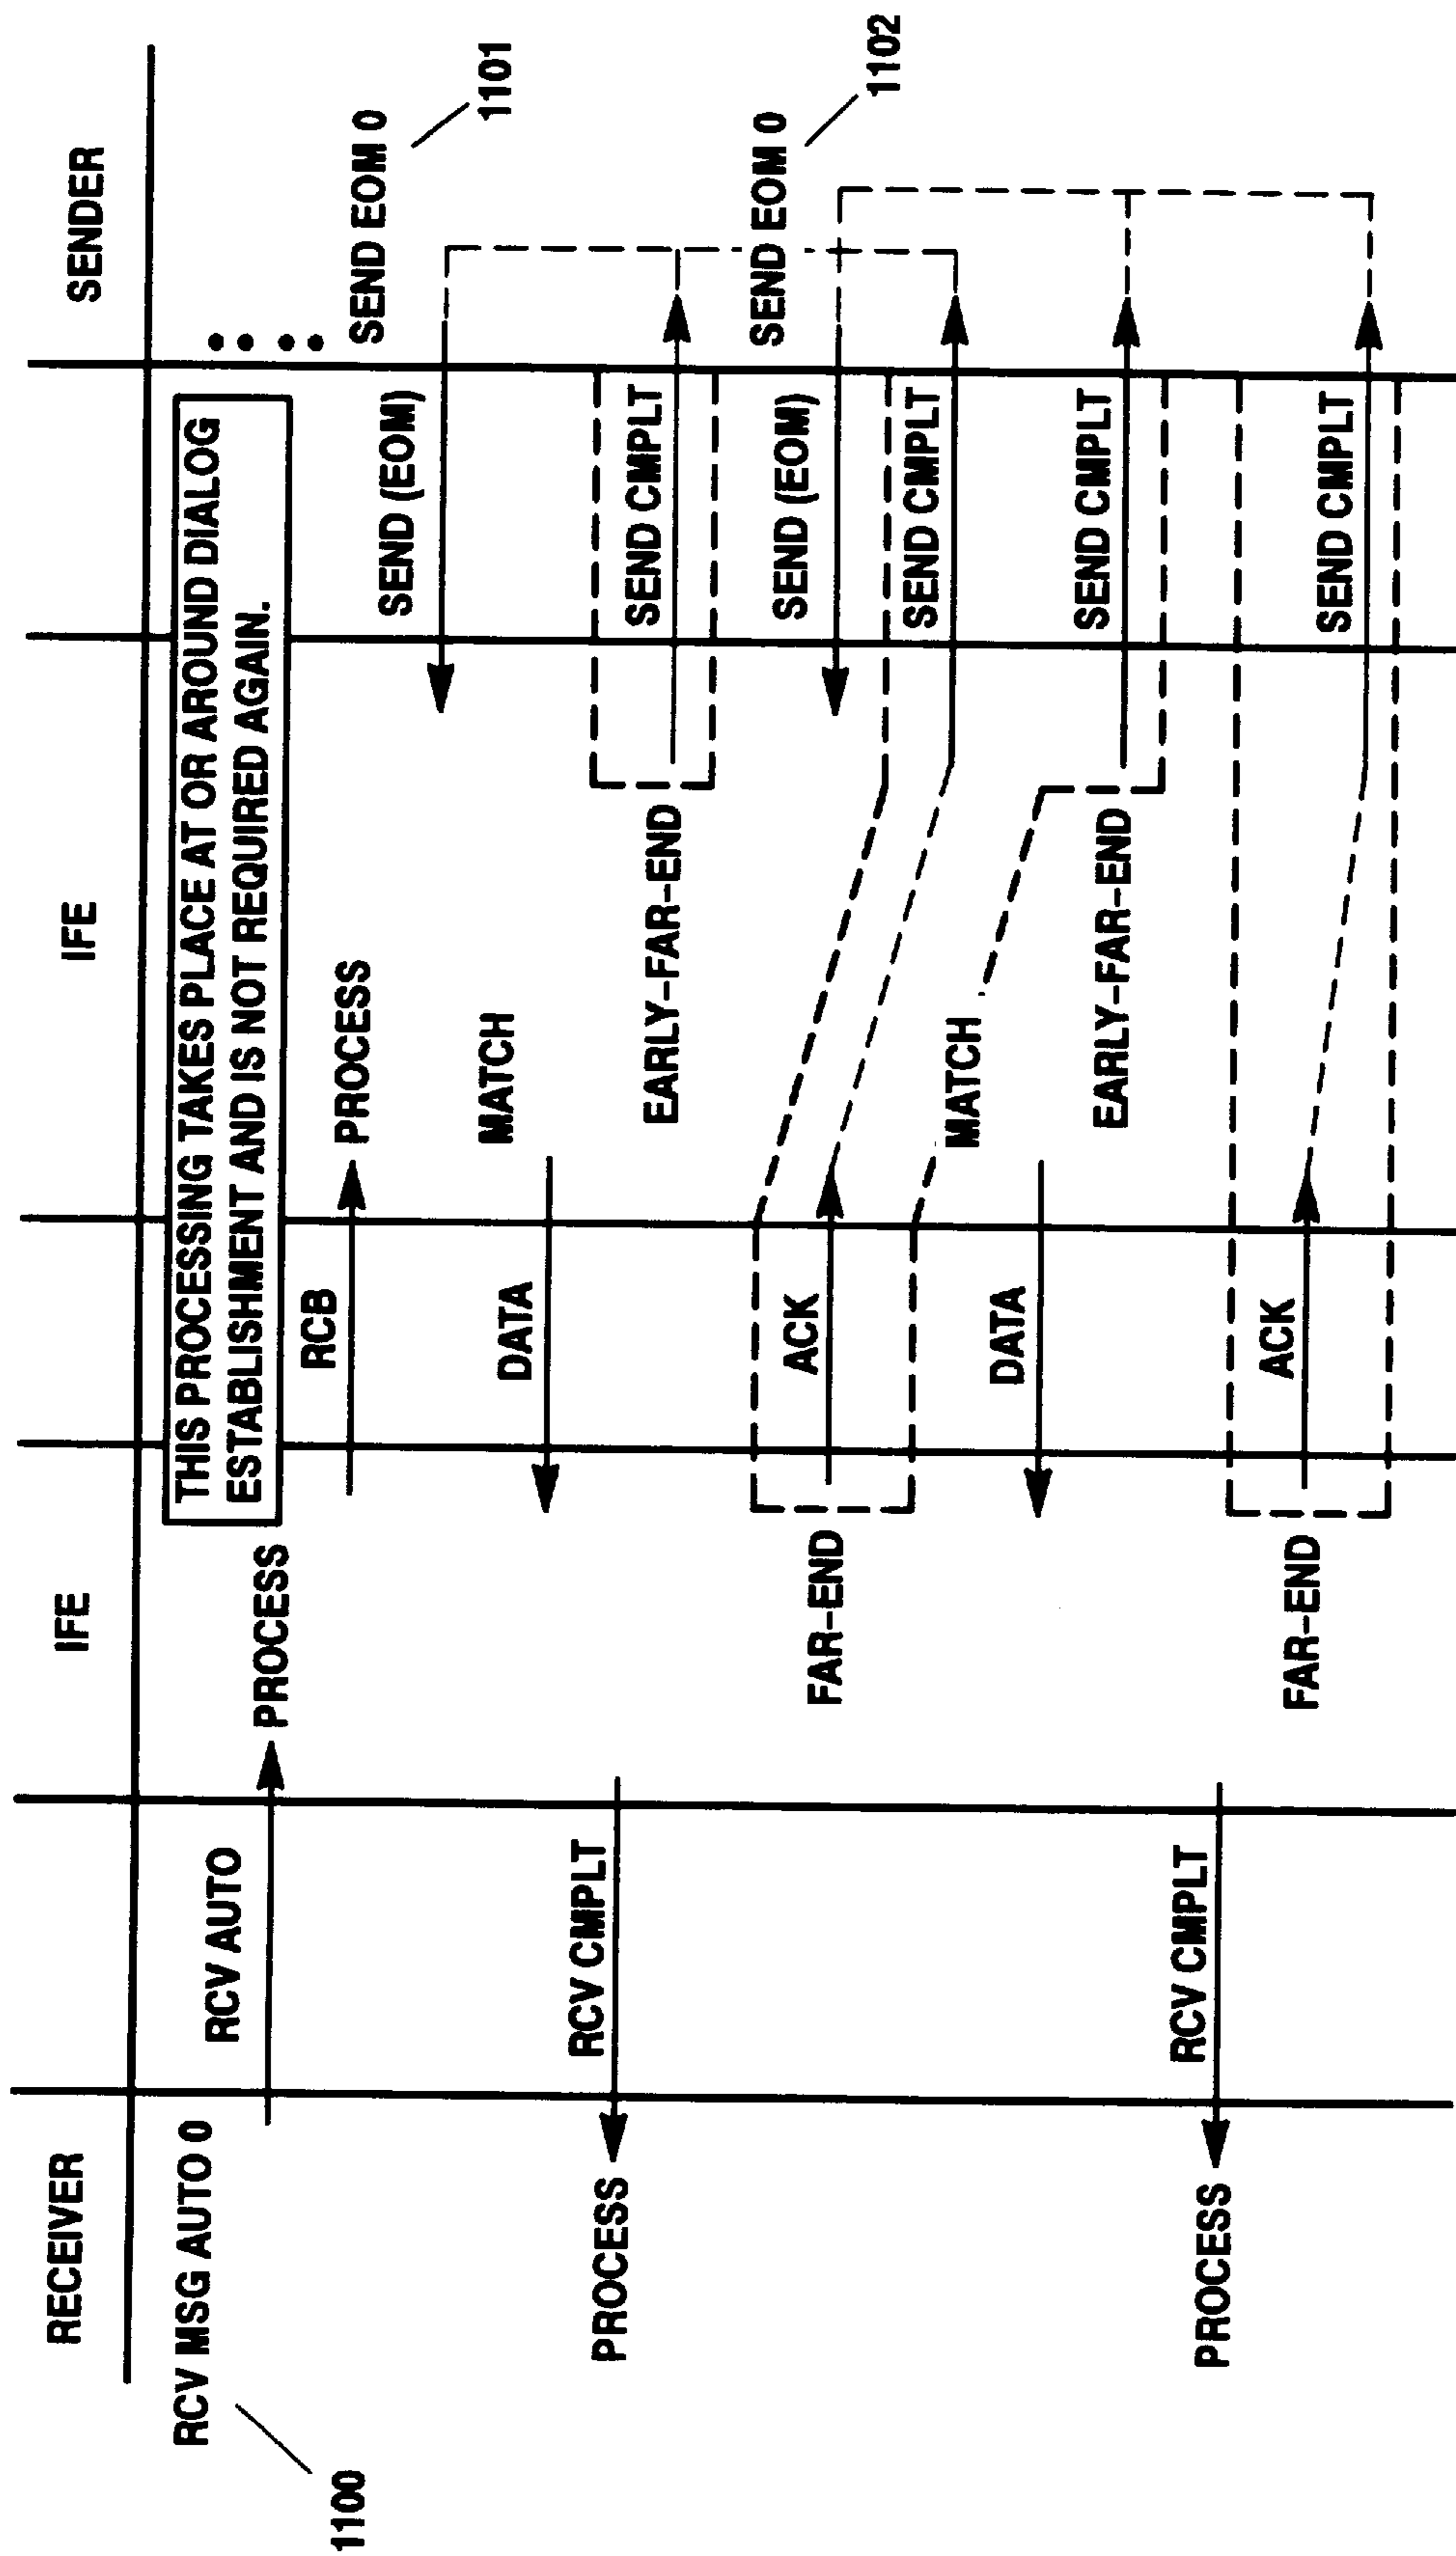 RECEIVER
IFE
IFE
SENDER
RCV MSG AUTO 0
1100
RCV AUTO
PROCESS
THIS PROCESSING TAKES PLACE AT OR AROUND DIALOG
ESTABLISHMENT AND IS NOT REQUIRED AGAIN.
RCB
PROCESS
SEND EOM 0
1101
SEND (EOM)
MATCH
DATA
RCV CMPLT
PROCESS
EARLY-FAR-END
SEND CMPLT
SEND EOM 0
1102
SEND (EOM)
FAR-END
ACK
SEND CMPLT
MATCH
DATA
EARLY-FAR-END
SEND CMPLT
RCV CMPLT
PROCESS
FAR-END
ACK
SEND CMPLT